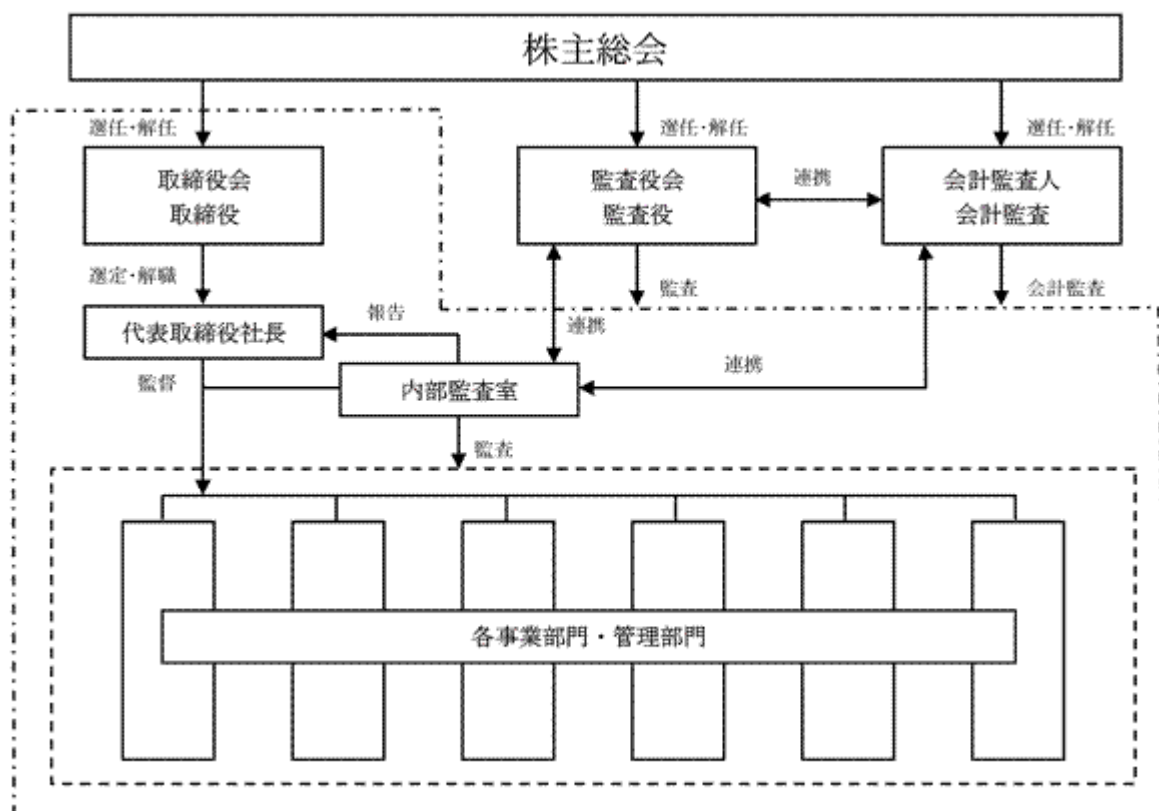 株主総会
選任・解任
選任・解任
選任・解任
取締役会
取締役
監査役会
監査役
連携
会計監査人
会計監査
選定・解職
監査
会計監査
代表取締役社長
報告
連携
監督
内部監査室
連携
監査
各事業部門・管理部門